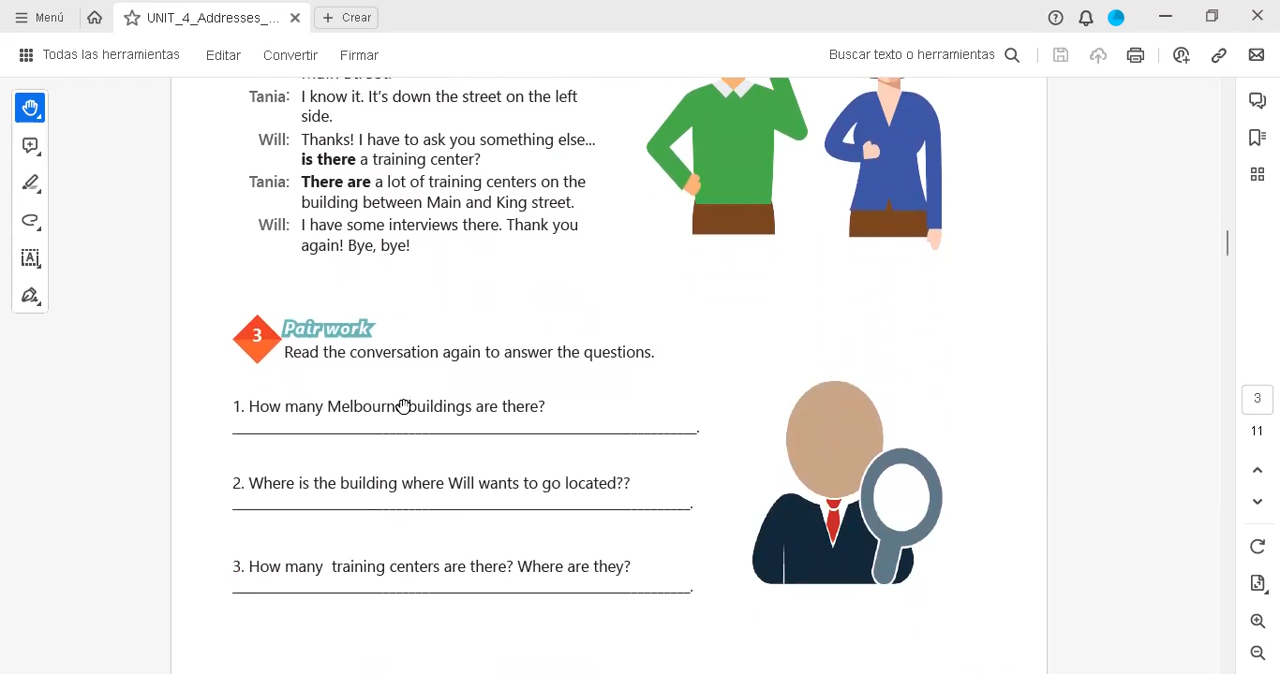 Menú
UNIT_4_Addresses_...
Crear
Todas las herramientas
Editar
Convertir
Firmar
Buscar texto o herramientas
Tania: I know it. It's down the street on the left
side.
Will: Thanks! I have to ask you something else...
is there a training center?
Tania: There are a lot of training centers on the
building between Main and King street.
Will: I have some interviews there. Thank you
again! Bye, bye!
3 Pair work
Read the conversation again to answer the questions.
1. How many Melbourne buildings are there?
2. Where is the building where Will wants to go located??
3. How many training centers are there? Where are they?
3
11